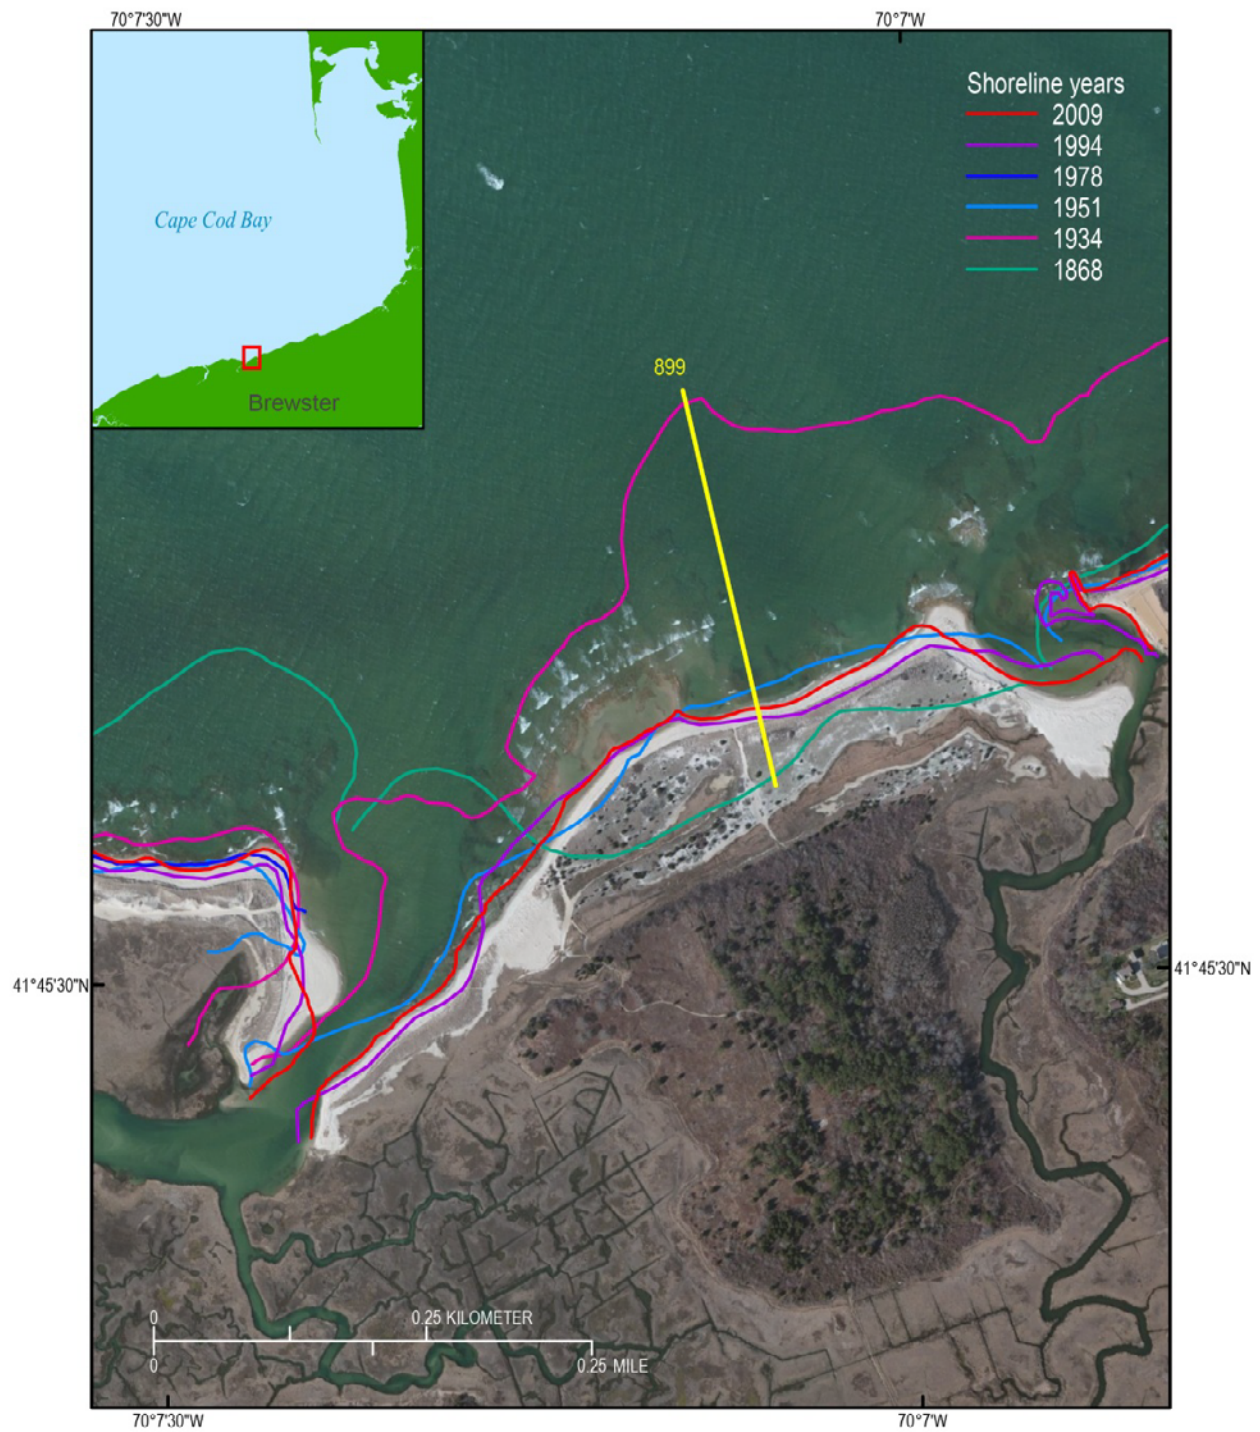 70°7'30"W
70°7'W
Shoreline years
2009
1994
1978
1951
1934
1868
Cape Cod Bay
Brewster
899
41°45'30"N
41°45'30"N
0
0.25 KILOMETER
0
0.25 MILE
70°7'30"W
70°7'W